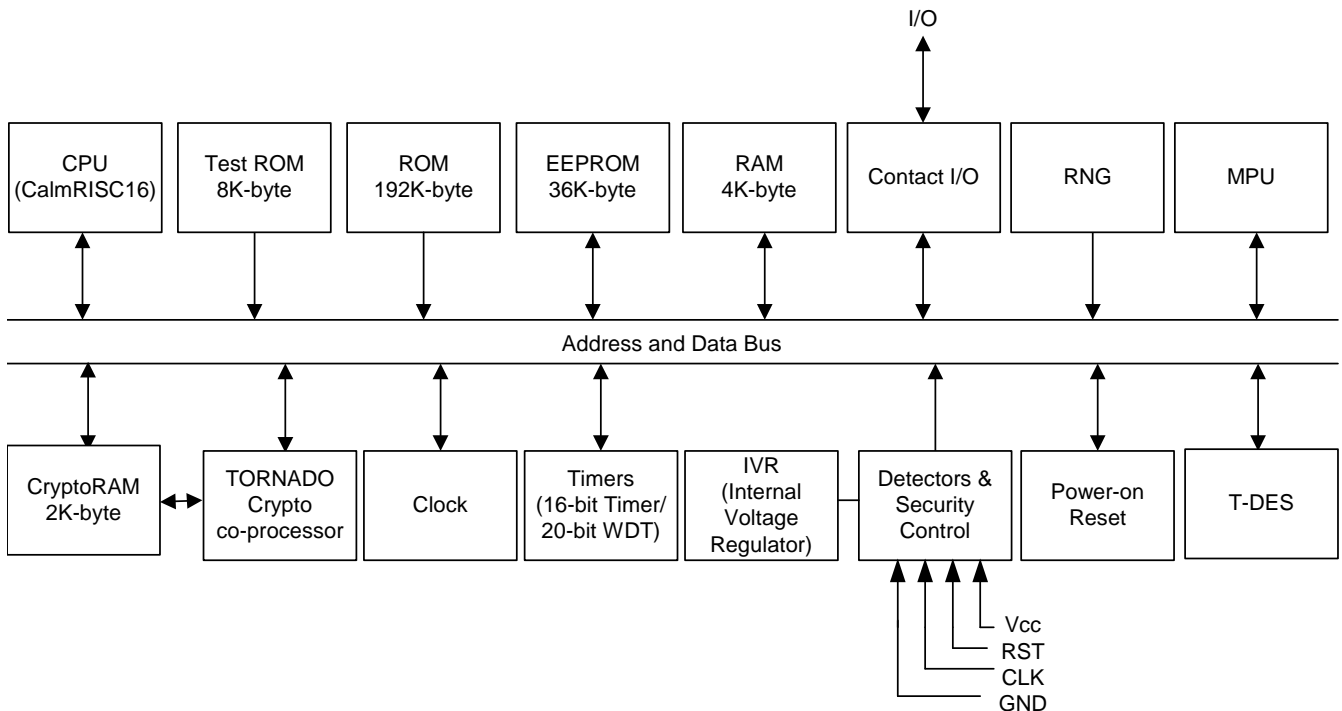 I/O
CPU
(CalmRISC16)
Test ROM
8K-byte
ROM
192K-byte
EEPROM
36K-byte
RAM
4K-byte
Contact I/O
RNG
MPU
Address and Data Bus
CryptoRAM
2K-byte
TORNADO
Crypto
co-processor
Clock
Timers
(16-bit Timer/
20-bit WDT)
IVR
(Internal
Voltage
Regulator)
Detectors &
Security
Control
Power-on
Reset
T-DES
Vcc
RST
CLK
GND